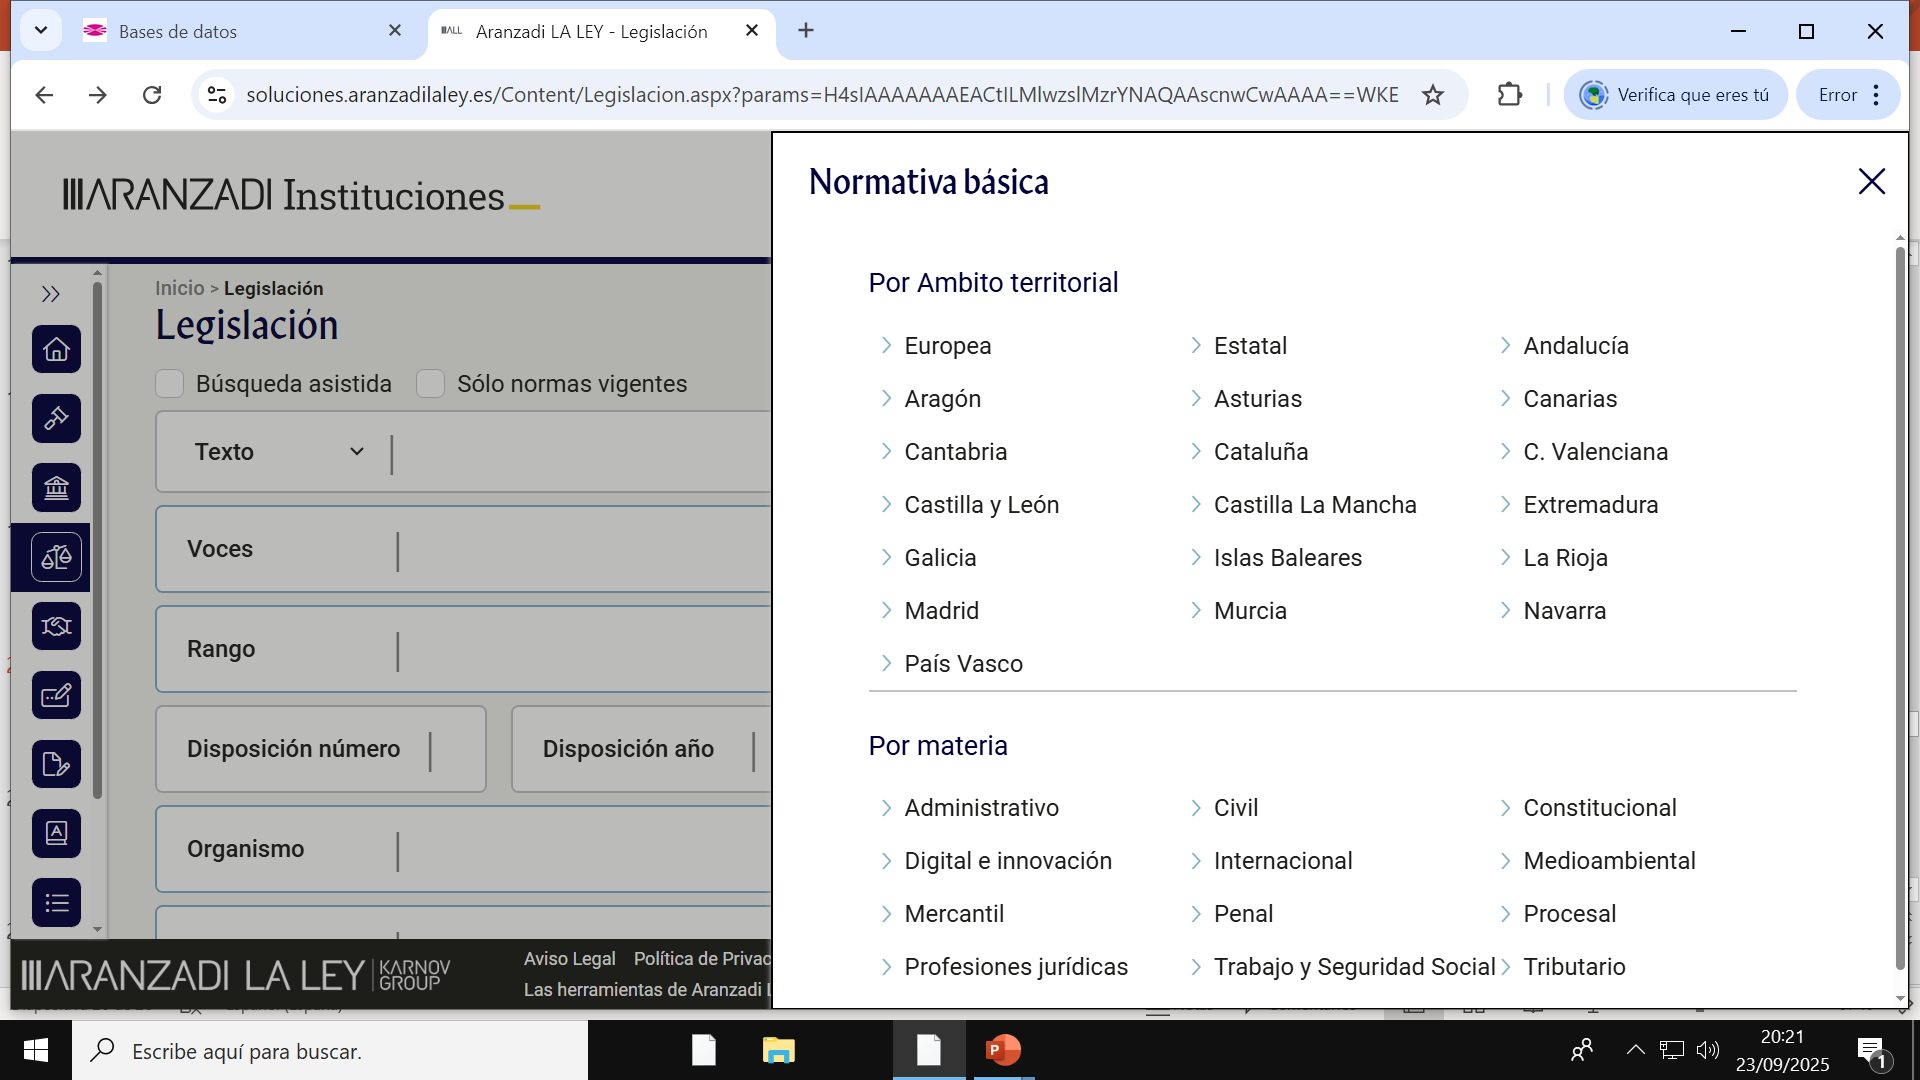 Bases de datos
ALL Aranzadi LA LEY - Legislación
soluciones.aranzadilaley.es/Content/Legislacion.aspx?params=H4sIAAAAAAAEACtILMlwzslMzrYNAQAAscnwCwAAAA==WKE
Verifica que eres tú
Error
ARANZADI Instituciones
Inicio > Legislación
Legislación
Búsqueda asistida Sólo normas vigentes
Texto
Voces
Rango
Disposición número Disposición año
Organismo
Normativa básica
Por Ambito territorial
Europea Estatal Andalucía
Aragón Asturias Canarias
Cantabria Cataluña C. Valenciana
Castilla y León Castilla La Mancha Extremadura
Galicia Islas Baleares La Rioja
Madrid Murcia Navarra
País Vasco
Por materia
Administrativo Civil Constitucional
Digital e innovación Internacional Medioambiental
Mercantil Penal Procesal
Profesiones jurídicas Trabajo y Seguridad Social Tributario
ARANZADI LA LEY KARNOV GROUP
Aviso Legal Política de Privac
Las herramientas de Aranzadi L
Escribe aquí para buscar.
20:21
23/09/2025
1